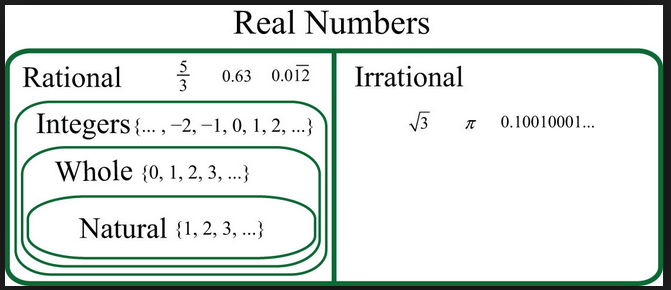 Real Numbers
Rational 5/3 0.63 0.01̅2̅
Integers {... , −2, −1, 0, 1, 2, ...}
Whole {0, 1, 2, 3, ...}
Natural {1, 2, 3, ...}
Irrational
√3 π 0.10010001...